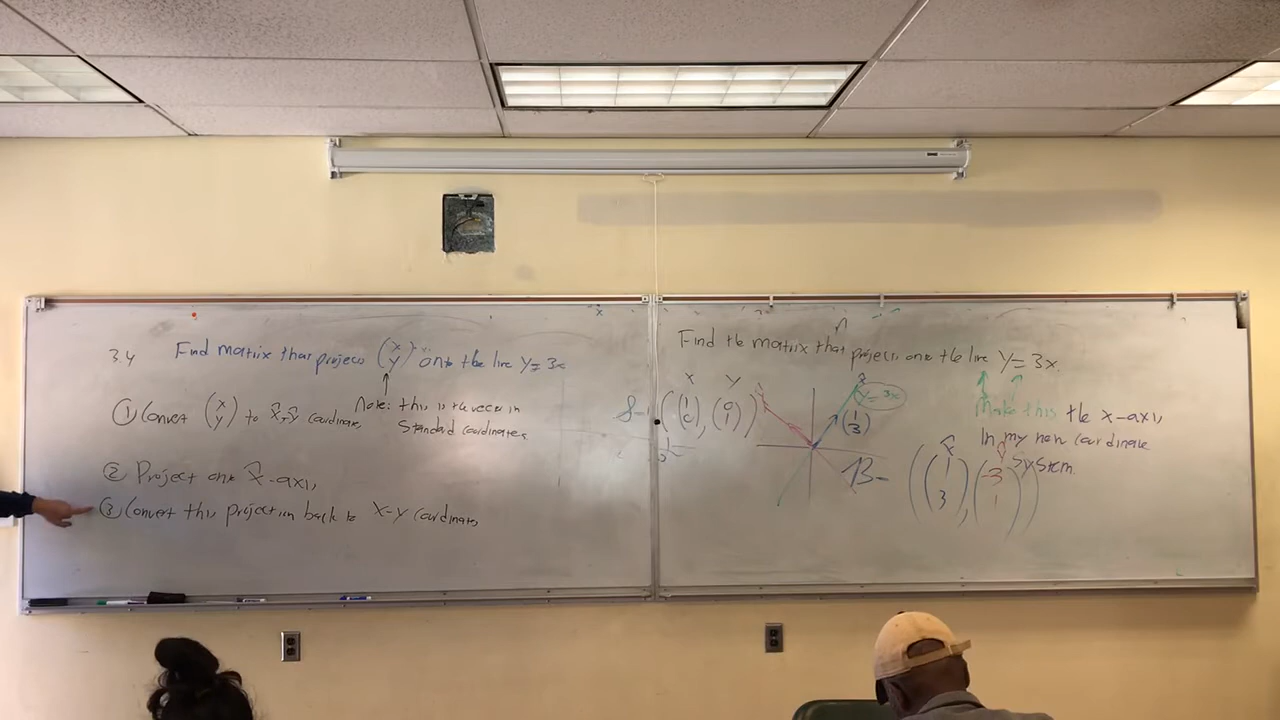 3.4 Find matrix that projects (x y) onto the line y = 3x
Note: this is the vector in
standard coordinates
① Convert (x y) to x̂-ŷ coordinates
② Project onto x̂-axis
③ Convert this projection back to x-y coordinates
Find the matrix that projects onto the line y = 3x.
x y
S = ((1 0), (0 1))
x̂
y = 3x
(1 3)
Make this the x-axis
In my new coordinate
system
x̂
B = ((1 3), (-3 1))